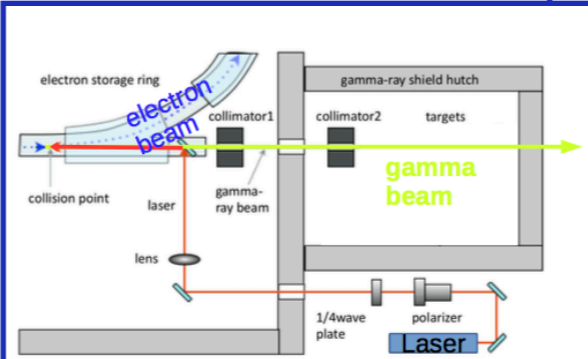 electron storage ring
gamma-ray shield hutch
electron
beam
collimator1
collimator2
targets
collision point
laser
gamma-
ray beam
gamma
beam
lens
1/4wave
plate
polarizer
Laser